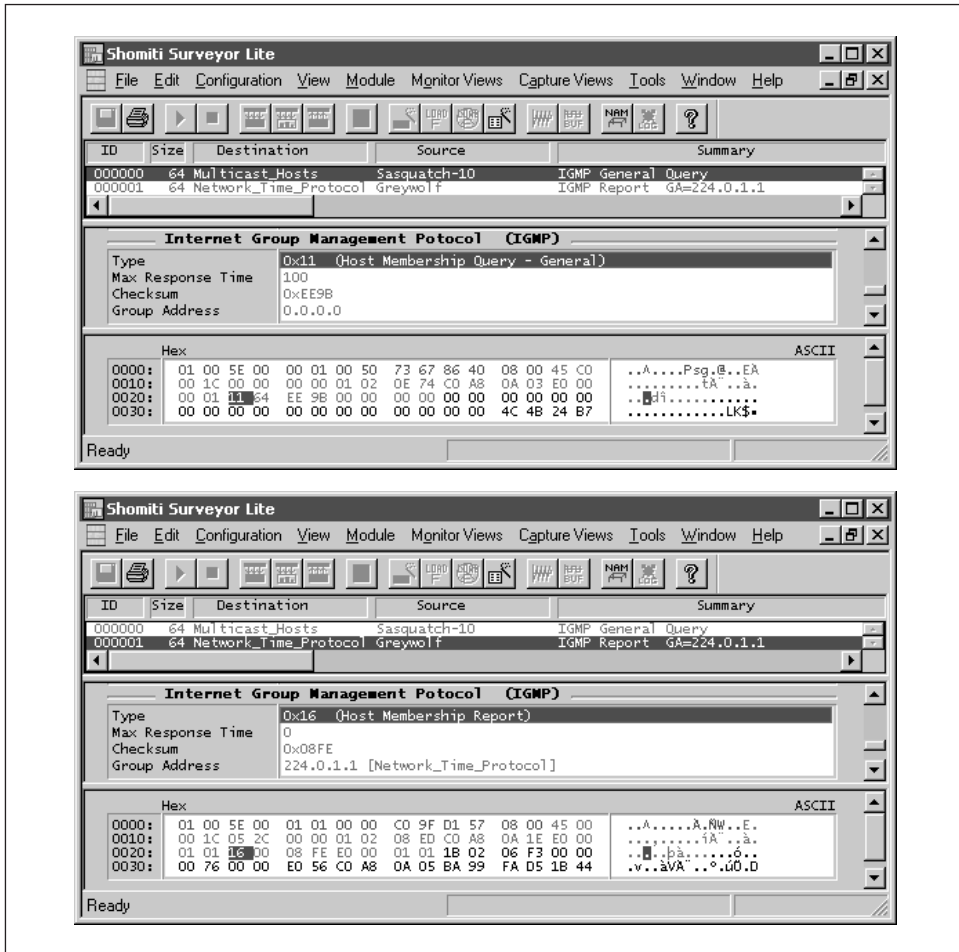 Shomiti Surveyor Lite
File Edit Configuration View Module Monitor Views Capture Views Tools Window Help
LOAD F NAM
ID Size Destination Source Summary
000000 64 Multicast_Hosts Sasquatch-10 IGMP General Query
000001 64 Network_Time_Protocol Greywolf IGMP Report GA=224.0.1.1
Internet Group Management Potocol (IGMP)
Type 0x11 (Host Membership Query - General)
Max Response Time 100
Checksum 0xEE9B
Group Address 0.0.0.0
Hex ASCII
0000: 01 00 5E 00 00 01 00 50 73 67 86 40 08 00 45 C0 ..^....Psg.@..EÀ
0010: 00 1C 00 00 00 00 01 02 0E 74 C0 A8 0A 03 E0 00 .........tÀ¨..à.
0020: 00 01 11 64 EE 9B 00 00 00 00 00 00 00 00 00 00 ...dî...........
0030: 00 00 00 00 00 00 00 00 00 00 00 00 4C 4B 24 B7 ............LK$▪
Ready
Shomiti Surveyor Lite
File Edit Configuration View Module Monitor Views Capture Views Tools Window Help
LOAD F NAM
ID Size Destination Source Summary
000000 64 Multicast_Hosts Sasquatch-10 IGMP General Query
000001 64 Network_Time_Protocol Greywolf IGMP Report GA=224.0.1.1
Internet Group Management Potocol (IGMP)
Type 0x16 (Host Membership Report)
Max Response Time 0
Checksum 0x08FE
Group Address 224.0.1.1 [Network_Time_Protocol]
Hex ASCII
0000: 01 00 5E 00 01 01 00 00 C0 9F D1 57 08 00 45 00 ..^.....À.ÑW..E.
0010: 00 1C 05 2C 00 00 01 02 08 ED C0 A8 0A 1E E0 00 ...,.....íÀ¨..à.
0020: 01 01 16 00 08 FE E0 00 01 01 1B 02 06 F3 00 00 .....þà......ó..
0030: 00 76 00 00 E0 56 C0 A8 0A 05 BA 99 FA D5 1B 44 .v..àVÀ¨..º.úÕ.D
Ready